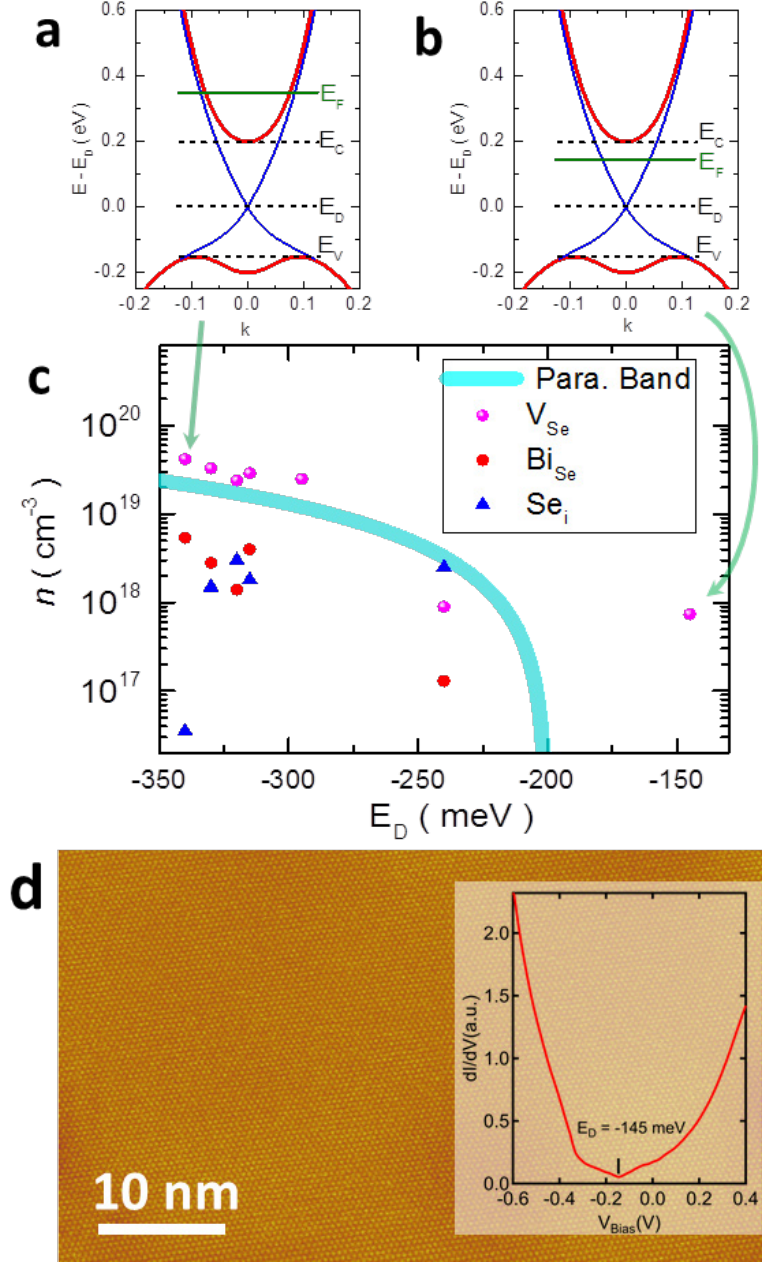 a
0.6
0.4
0.2
0.0
-0.2
E - E_D (eV)
E_F
E_C
E_D
E_V
-0.2 -0.1 0.0 0.1 0.2
k
b
0.6
0.4
0.2
0.0
-0.2
E - E_D (eV)
E_C
E_F
E_D
E_V
-0.2 -0.1 0.0 0.1 0.2
k
c
Para. Band
V_Se
Bi_Se
Se_i
10^20
10^19
10^18
10^17
n ( cm^-3 )
-350 -300 -250 -200 -150
E_D ( meV )
d
10 nm
2.0
1.5
1.0
0.5
0.0
dI/dV(a.u.)
E_D = -145 meV
-0.6 -0.4 -0.2 0.0 0.2 0.4
V_Bias(V)